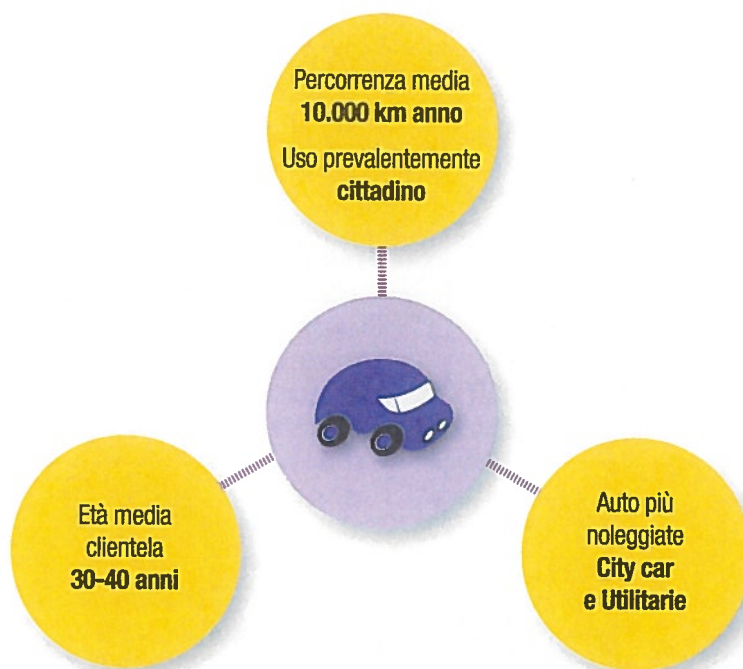 Percorrenza media
10.000 km anno
Uso prevalentemente
cittadino
Età media
clientela
30-40 anni
Auto più
noleggiate
City car
e Utilitarie